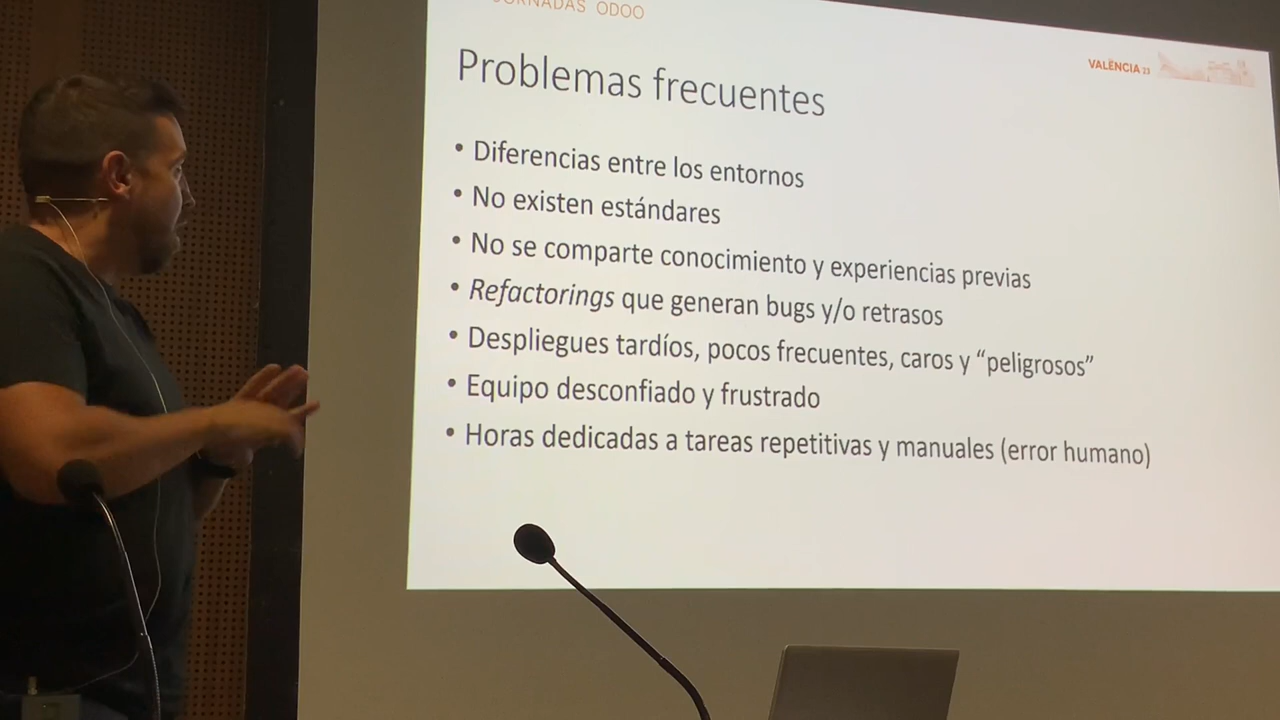 JORNADAS ODOO
VALÈNCIA 23
Problemas frecuentes
• Diferencias entre los entornos
• No existen estándares
• No se comparte conocimiento y experiencias previas
• Refactorings que generan bugs y/o retrasos
• Despliegues tardíos, pocos frecuentes, caros y “peligrosos”
• Equipo desconfiado y frustrado
• Horas dedicadas a tareas repetitivas y manuales (error humano)